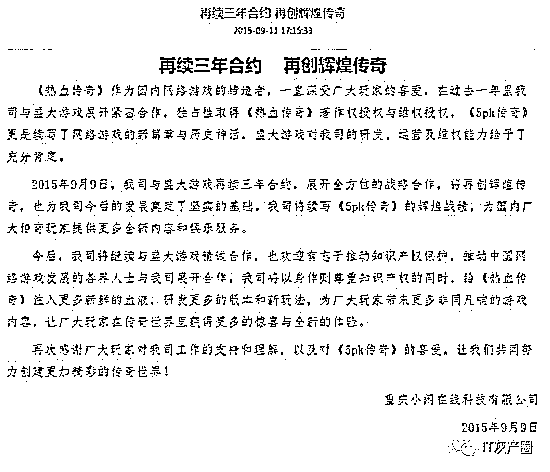 再续三年合约 再创辉煌传奇
2015-09-11 17:15:33
再续三年合约 再创辉煌传奇
《热血传奇》作为国内网络游戏的缔造者，一直深受广大玩家的喜爱。在过去一年里我
司与盛大游戏展开紧密合作，独占性取得《热血传奇》著作权授权与维权授权，《5pk传奇》
更是续写了网络游戏的新篇章与历史神话。盛大游戏对我司的研发、运营及维权能力给予了
充分肯定。
2015年9月9日，我司与盛大游戏再续三年合约，展开全方位的战略合作，将再创辉煌传
奇，也为我司今后的发展奠定了坚实的基础。我司将续写《5pk传奇》的辉煌战绩，为国内广
大传奇玩家提供更多全新内容和优质服务。
今后，我司将继续与盛大游戏精诚合作，也欢迎有志于推动知识产权保护，推动中国网
络游戏发展的各界人士与我司展开合作，我司将以身作则尊重知识产权的同时，给《热血传
奇》注入更多新鲜的血液，研发更多的版本和新玩法，为广大玩家带来更多非同凡响的游戏
内容，让广大玩家在传奇世界里获得更多的惊喜与全新的体验。
再次感谢广大玩家对我司工作的支持和理解，以及对《5pk传奇》的喜爱。让我们共同努
力创建更加精彩的传奇世界！
重庆小闲在线科技有限公司
2015年9月9日
IT灰产圈